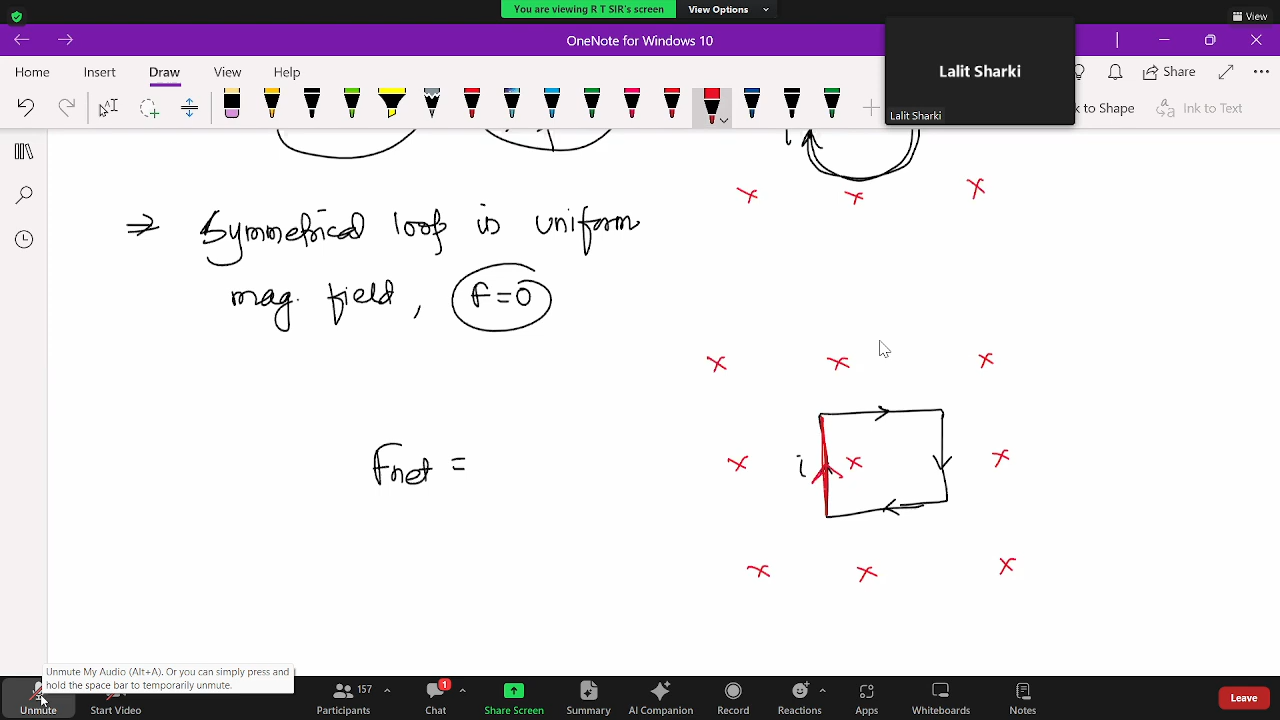 You are viewing R T SIR's screen
View Options
View
OneNote for Windows 10
Lalit Sharki
Home
Insert
Draw
View
Help
Share
k to Shape
Ink to Text
Lalit Sharki
i
⇒ Symmetrical loop is uniform
mag. field, F = 0
Fnet =
i
Unmute My Audio (Alt+A). Or you can simply press and
hold the space bar to temporarily unmute.
157
1
Unmute
Start Video
Participants
Chat
Share Screen
Summary
AI Companion
Record
Reactions
Apps
Whiteboards
Notes
Leave